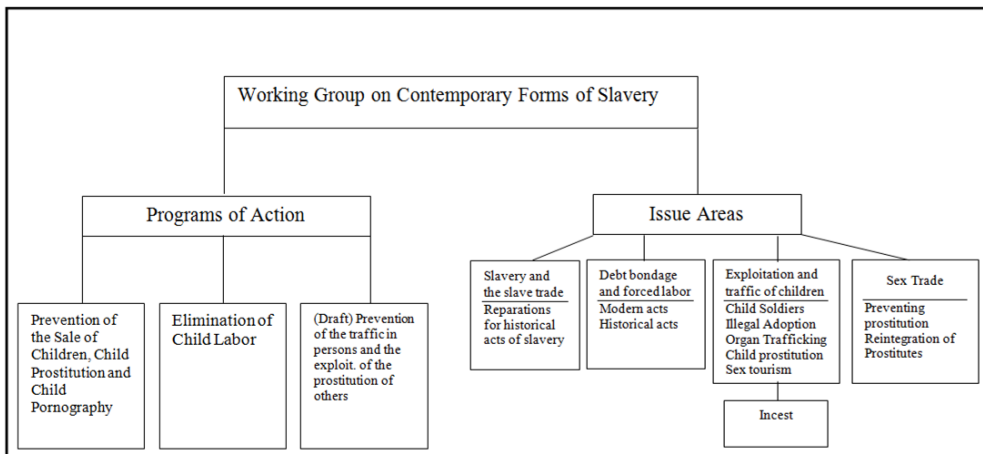 Working Group on Contemporary Forms of Slavery
Programs of Action
Issue Areas
Prevention of
the Sale of
Children, Child
Prostitution and
Child
Pornography
Elimination of
Child Labor
(Draft) Prevention
of the traffic in
persons and the
exploit. of the
prostitution of
others
Slavery and
the slave trade
Reparations
for historical
acts of slavery
Debt bondage
and forced labor
Modern acts
Historical acts
Exploitation and
traffic of children
Child Soldiers
Illegal Adoption
Organ Trafficking
Child prostitution
Sex tourism
Incest
Sex Trade
Preventing
prostitution
Reintegration of
Prostitutes